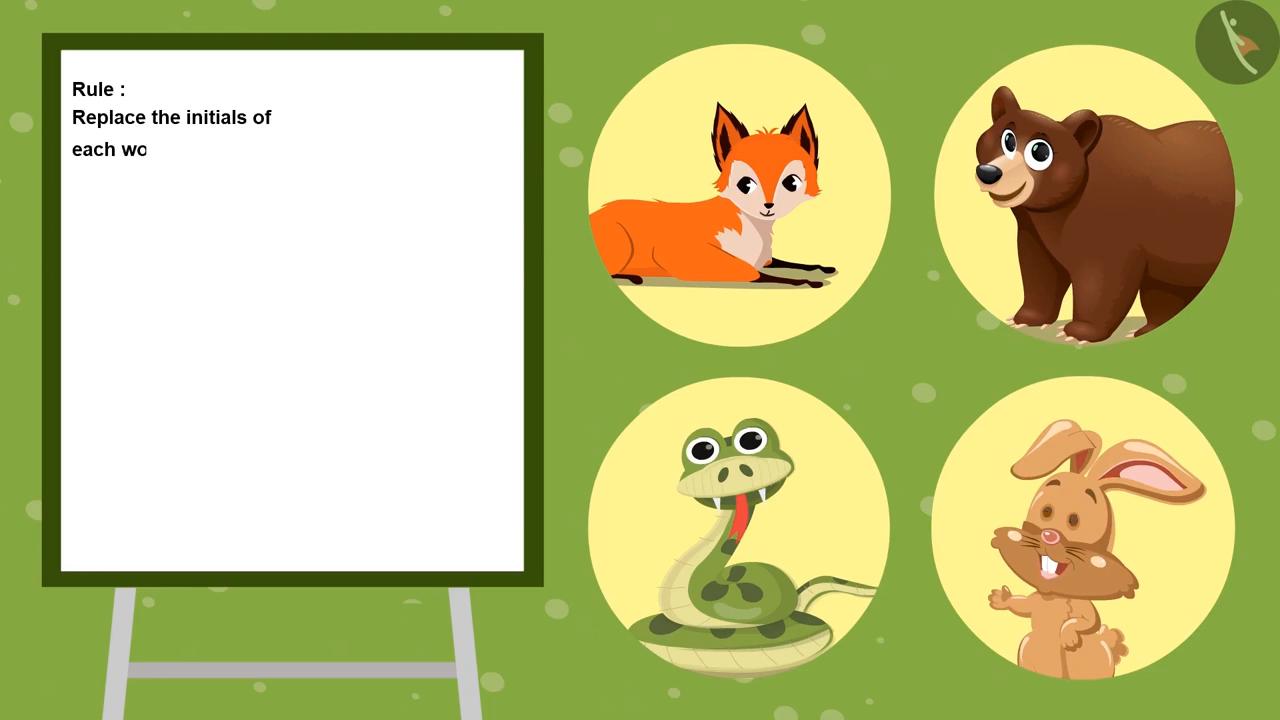 Rule :
Replace the initials of
each wo